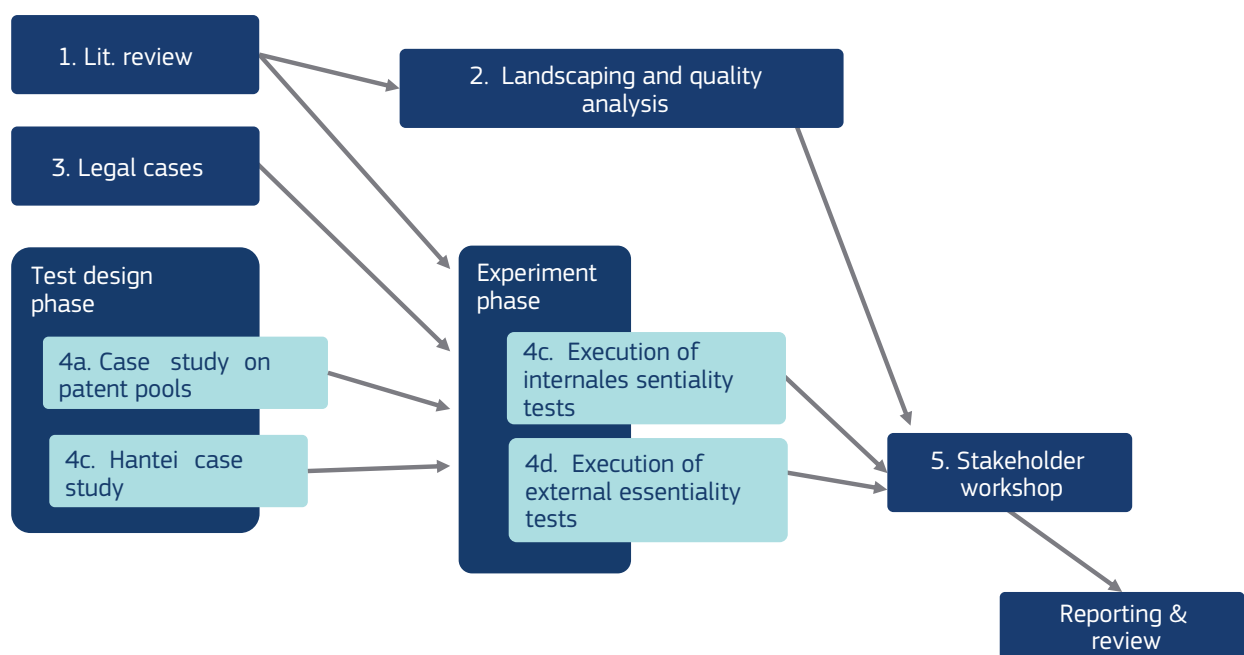 1. Lit. review
2. Landscaping and quality
analysis
3. Legal cases
Test design
phase
4a. Case study on
patent pools
4c. Hantei case
study
Experiment
phase
4c. Execution of
internales sentiality
tests
4d. Execution of
external essentiality
tests
5. Stakeholder
workshop
Reporting &
review